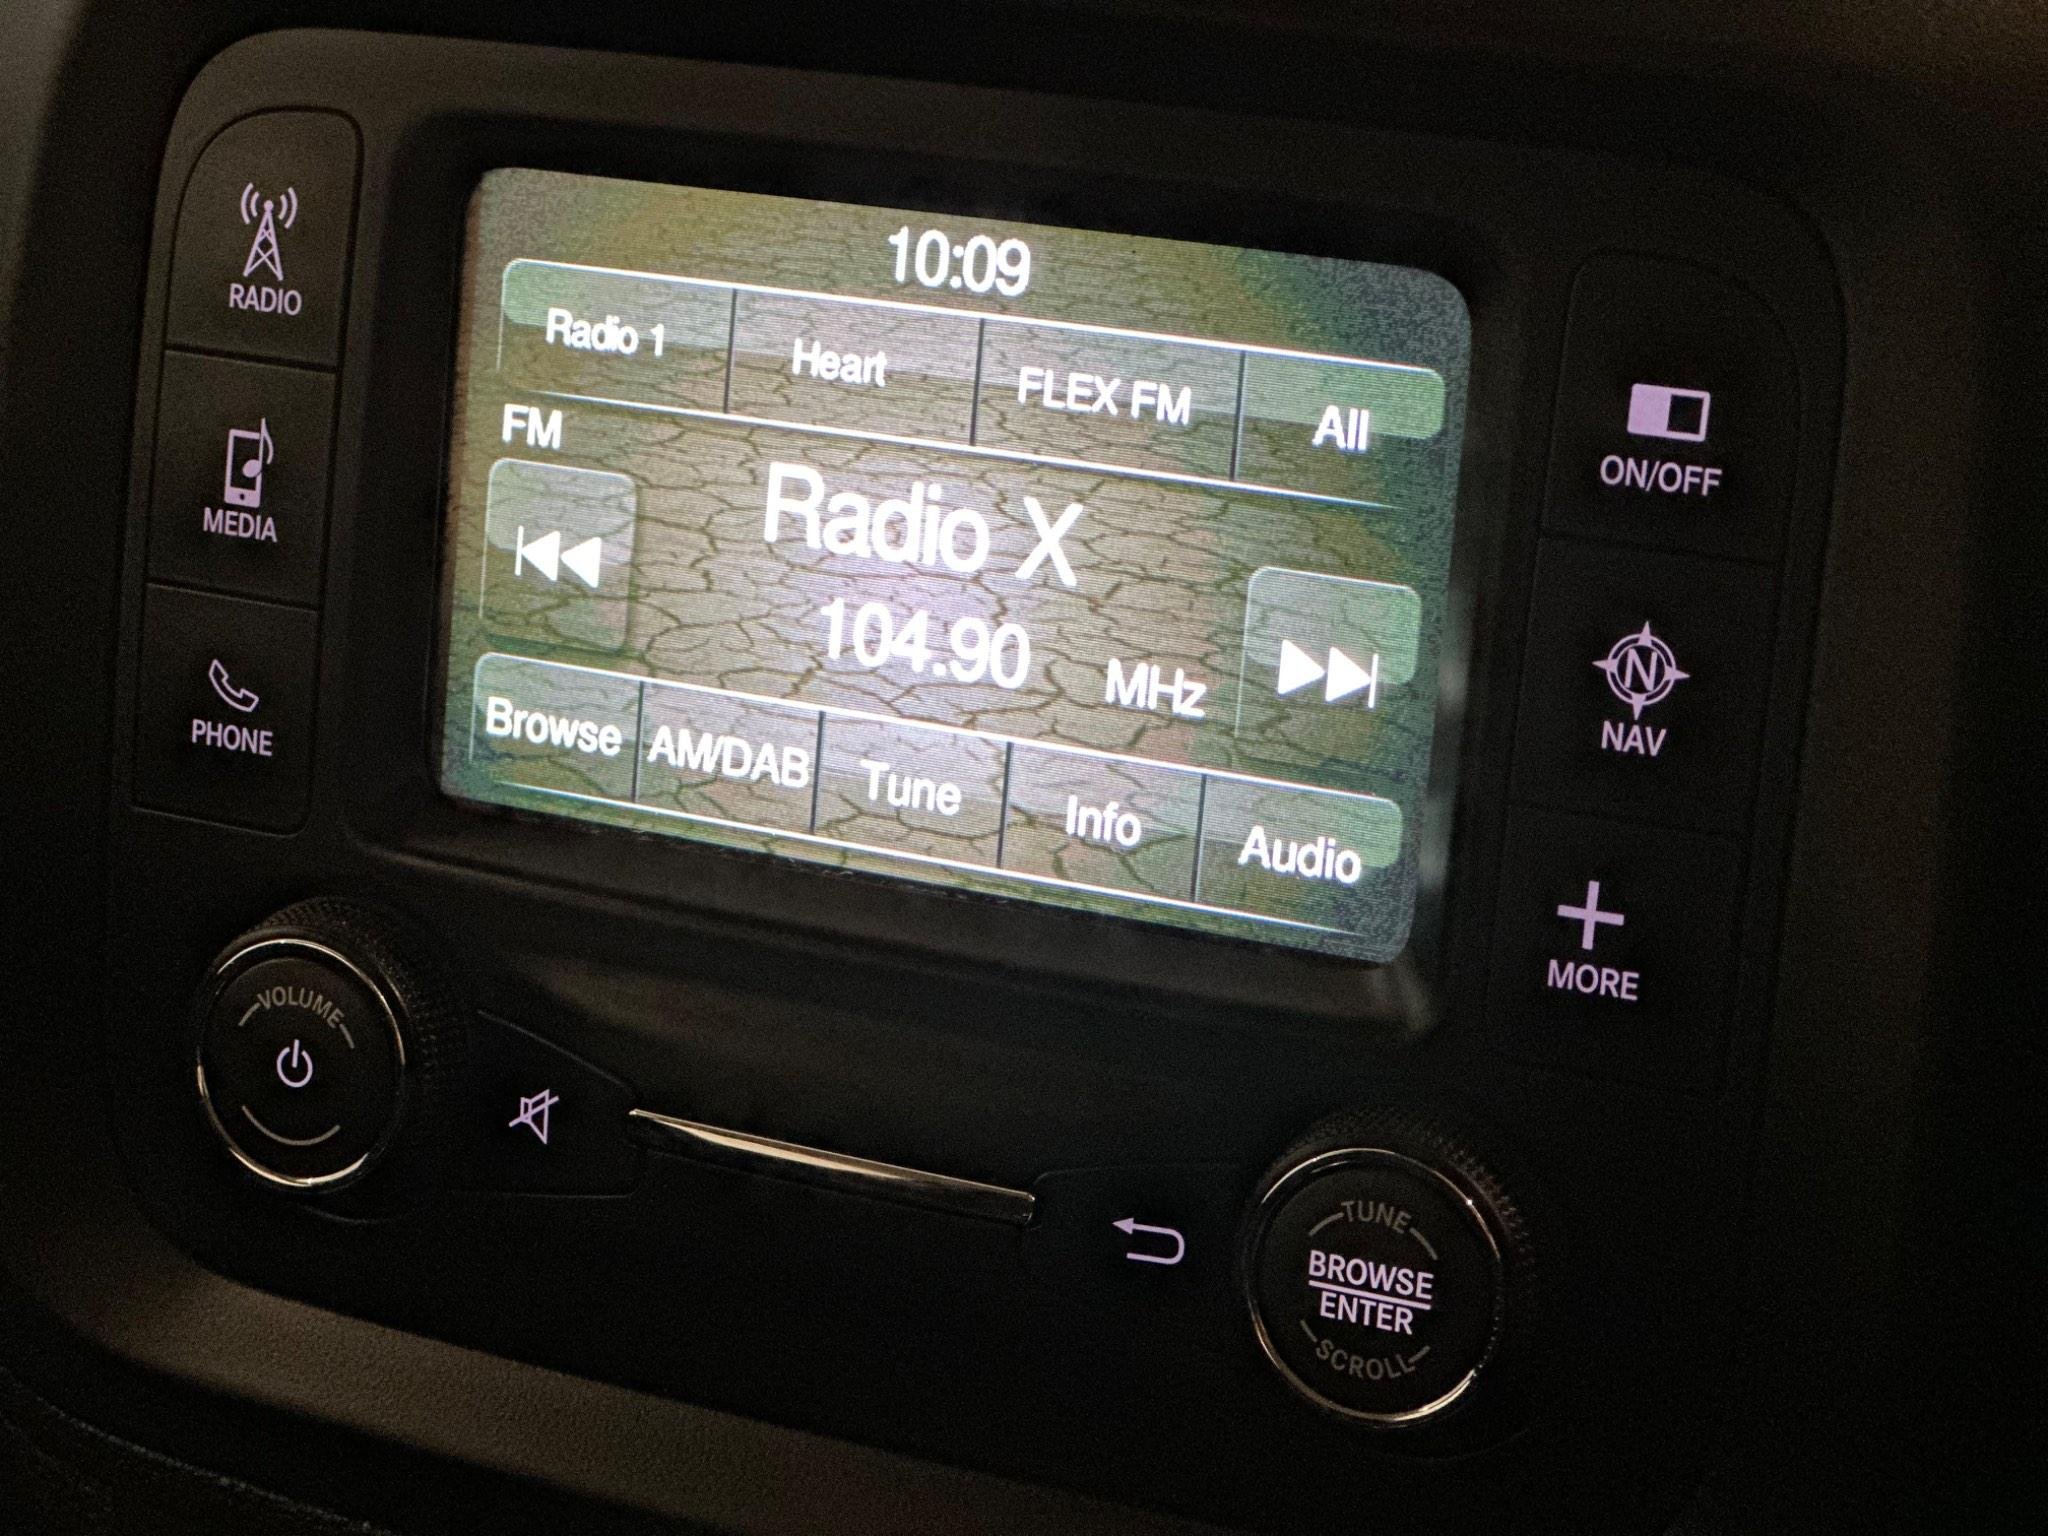 10:09
Radio 1
Heart
FLEX FM
All
FM
Radio X
104.90 MHz
Browse
AM/DAB
Tune
Info
Audio
RADIO
MEDIA
PHONE
ON/OFF
N
NAV
MORE
VOLUME
TUNE
BROWSE
ENTER
SCROLL